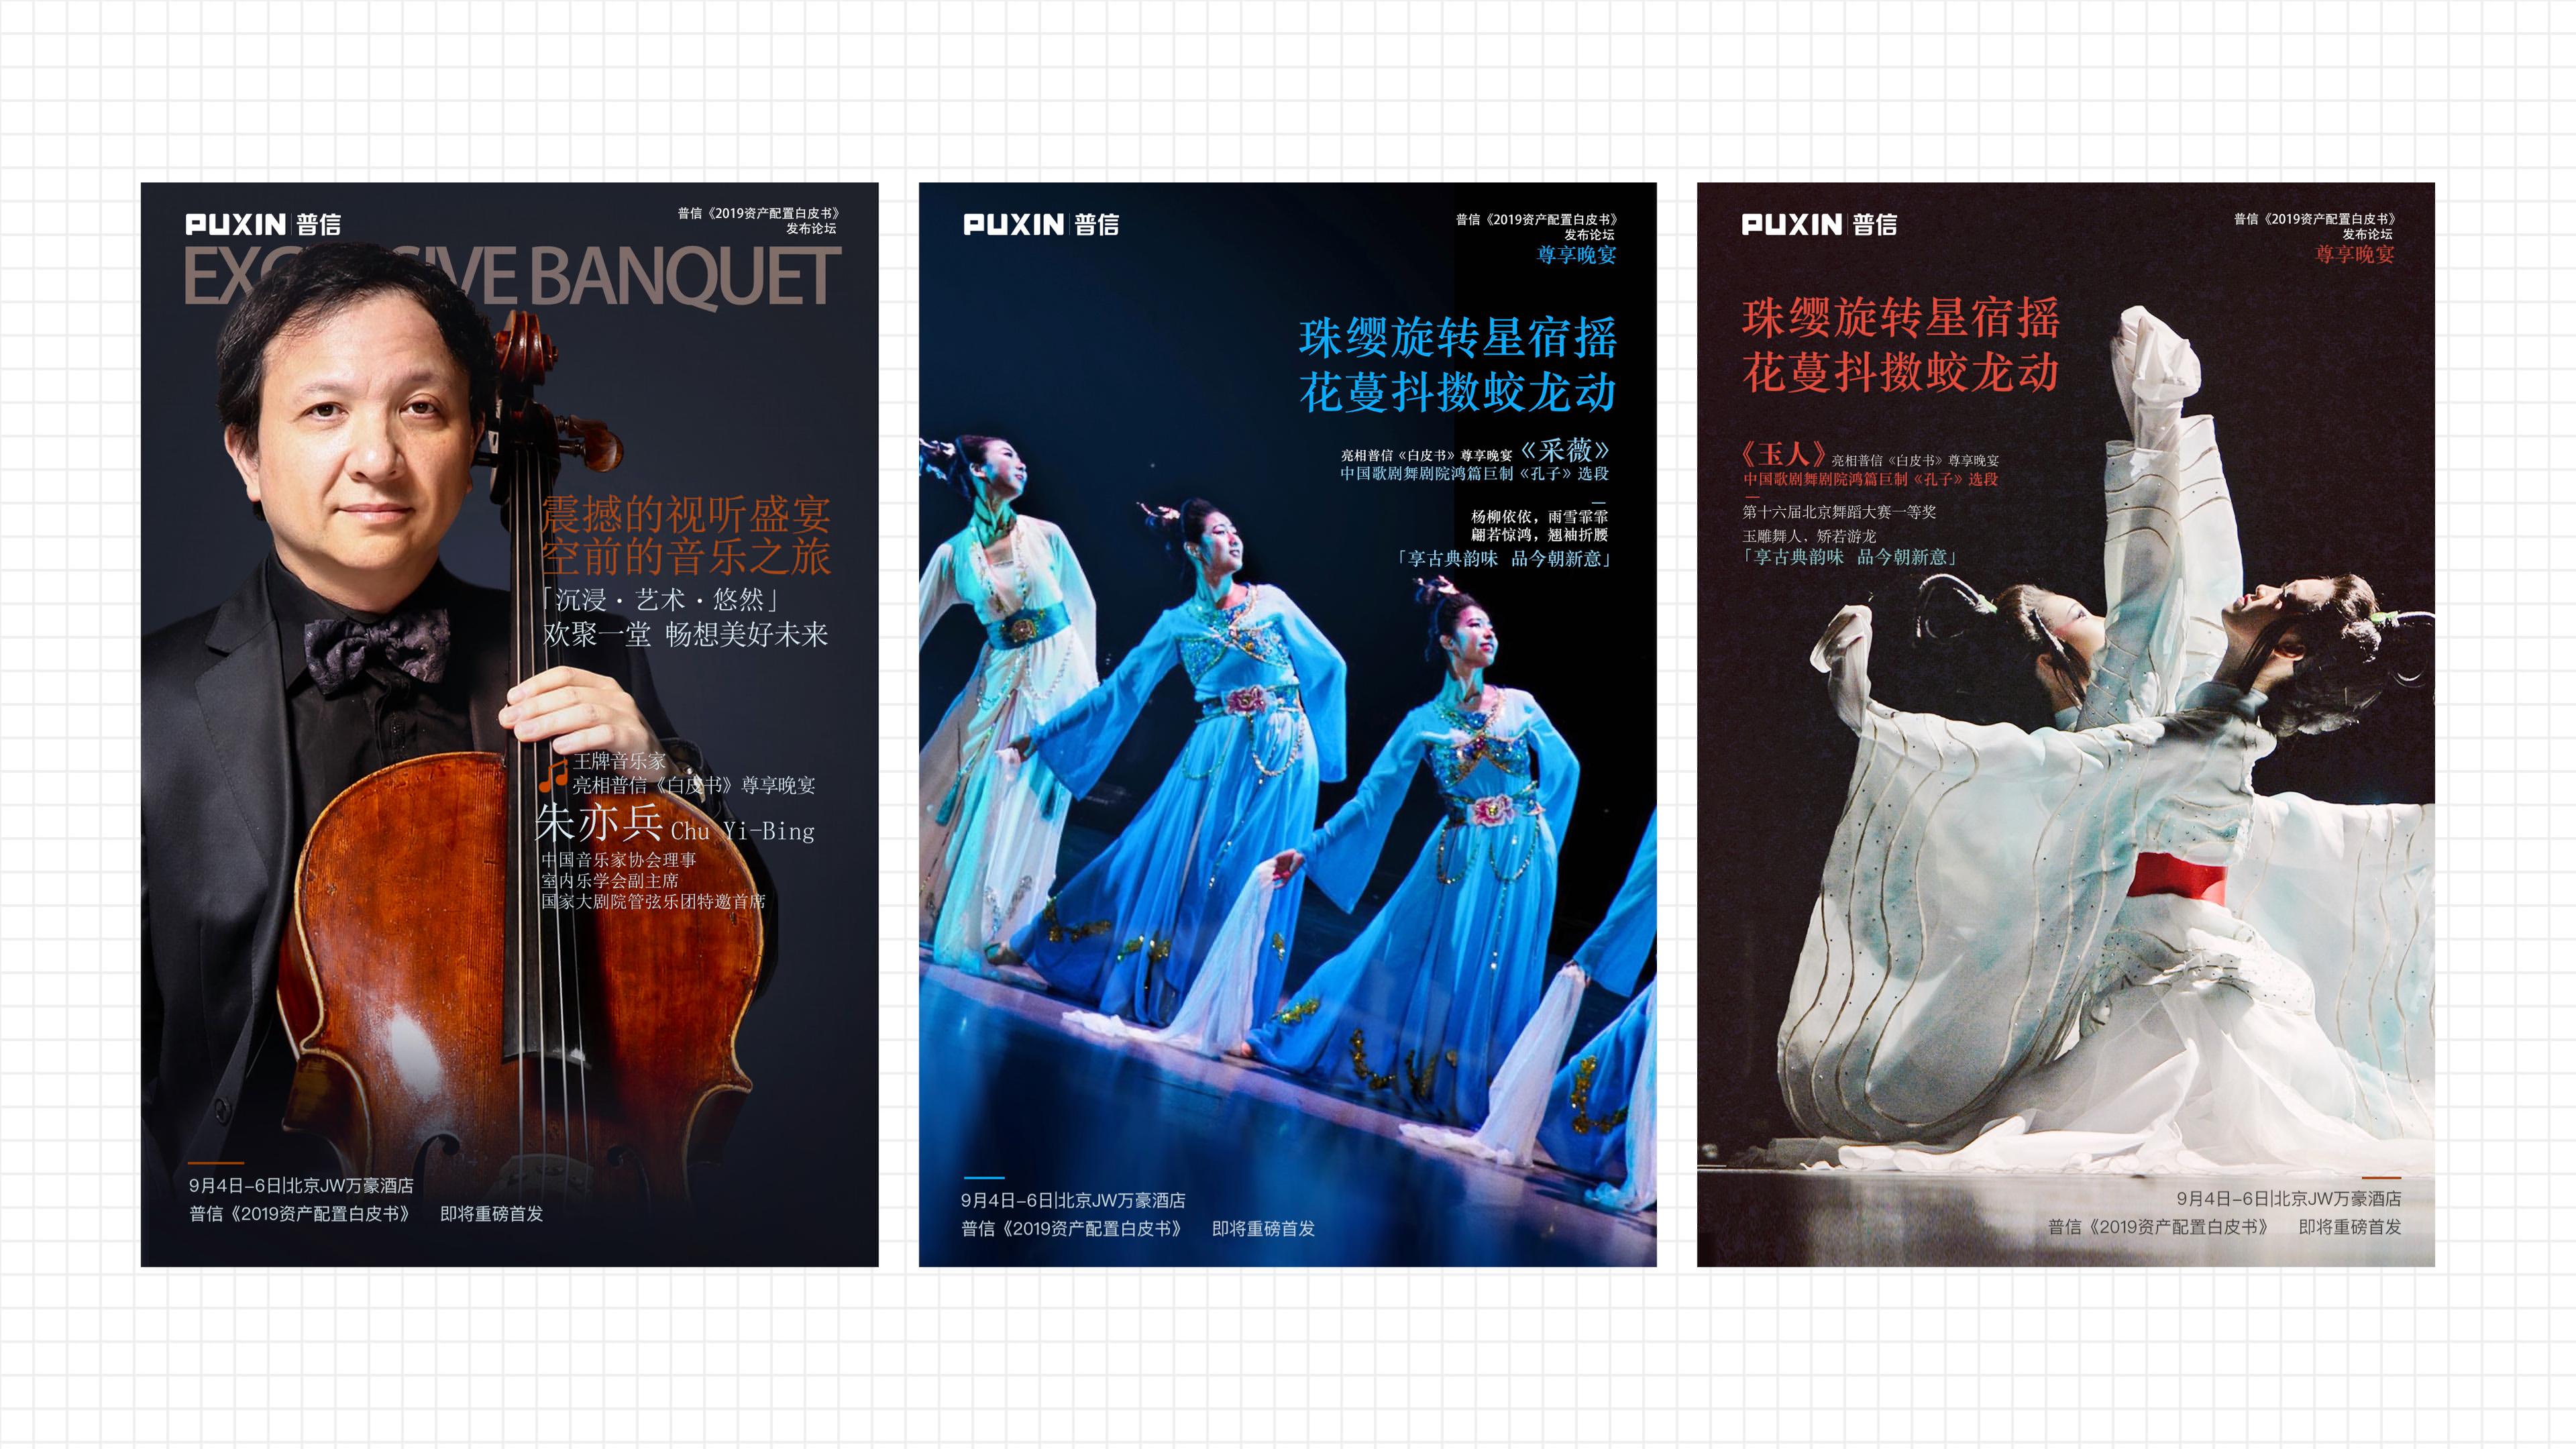 PUXIN 普信
普信《2019资产配置白皮书》
发布论坛
EXC SIVE BANQUET
震撼的视听盛宴
空前的音乐之旅
「沉浸·艺术·悠然」
欢聚一堂 畅想美好未来
王牌音乐家
亮相普信《白皮书》尊享晚宴
朱亦兵 Chu Yi-Bing
中国音乐家协会理事
室内乐学会副主席
国家大剧院管弦乐团特邀首席
9月4日-6日|北京JW万豪酒店
普信《2019资产配置白皮书》 即将重磅首发
PUXIN 普信
普信《2019资产配置白皮书》
发布论坛
尊享晚宴
珠缨旋转星宿摇
花蔓抖擞蛟龙动
亮相普信《白皮书》尊享晚宴《采薇》
中国歌剧舞剧院鸿篇巨制《孔子》选段
杨柳依依，雨雪霏霏
翩若惊鸿，翘袖折腰
「享古典韵味 品今朝新意」
9月4日-6日|北京JW万豪酒店
普信《2019资产配置白皮书》 即将重磅首发
PUXIN 普信
普信《2019资产配置白皮书》
发布论坛
尊享晚宴
珠缨旋转星宿摇
花蔓抖擞蛟龙动
《玉人》亮相普信《白皮书》尊享晚宴
中国歌剧舞剧院鸿篇巨制《孔子》选段
第十六届北京舞蹈大赛一等奖
玉雕舞人，矫若游龙
「享古典韵味 品今朝新意」
9月4日-6日|北京JW万豪酒店
普信《2019资产配置白皮书》 即将重磅首发